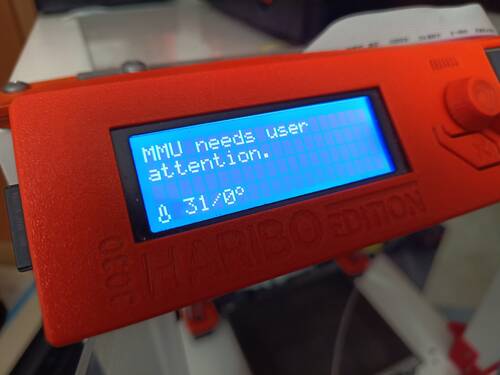 MMU needs user
attention.
31/0°
HARIBO EDITION